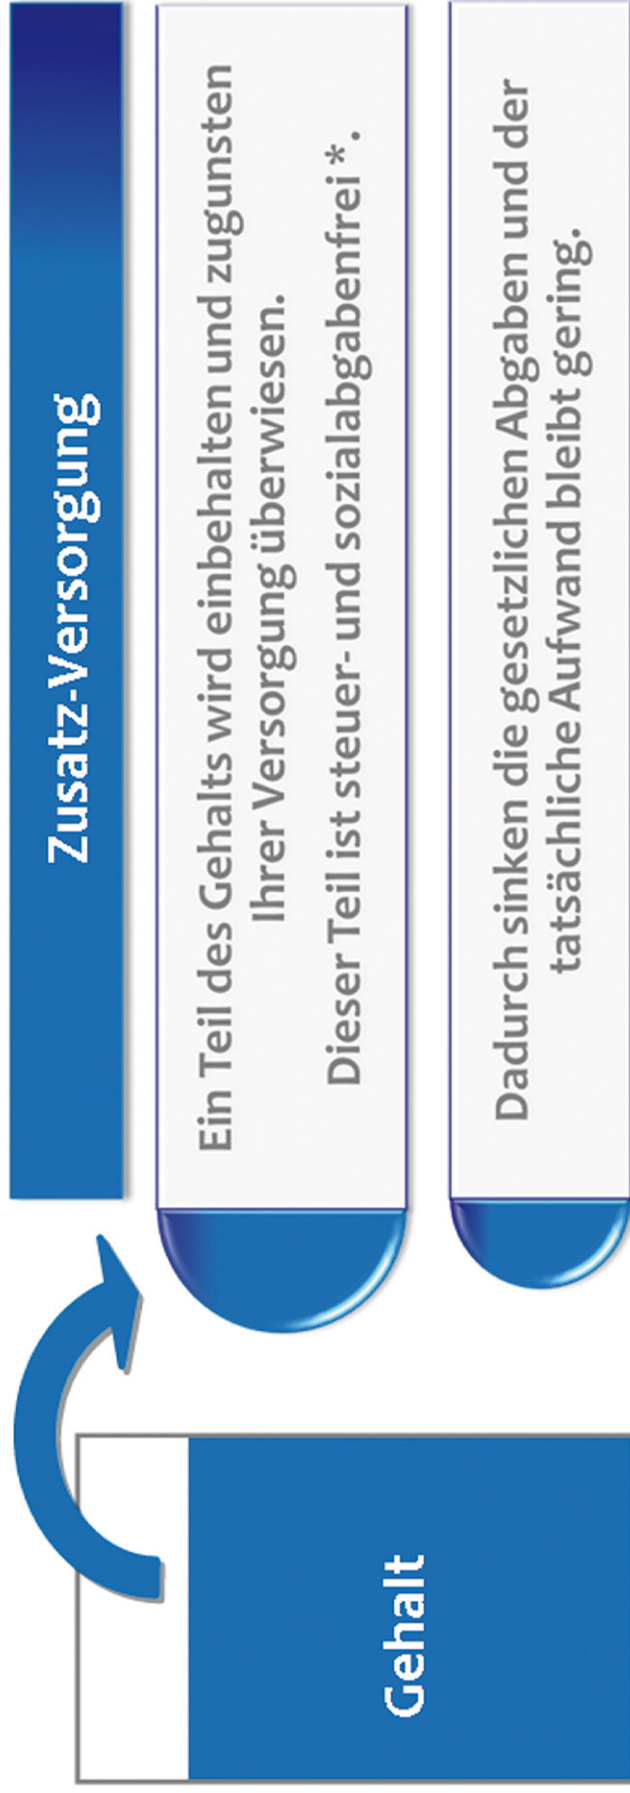 Zusatz-Versorgung
Ein Teil des Gehalts wird einbehalten und zugunsten
Ihrer Versorgung überwiesen.
Dieser Teil ist steuer- und sozialabgabenfrei *.
Dadurch sinken die gesetzlichen Abgaben und der
tatsächliche Aufwand bleibt gering.
Gehalt